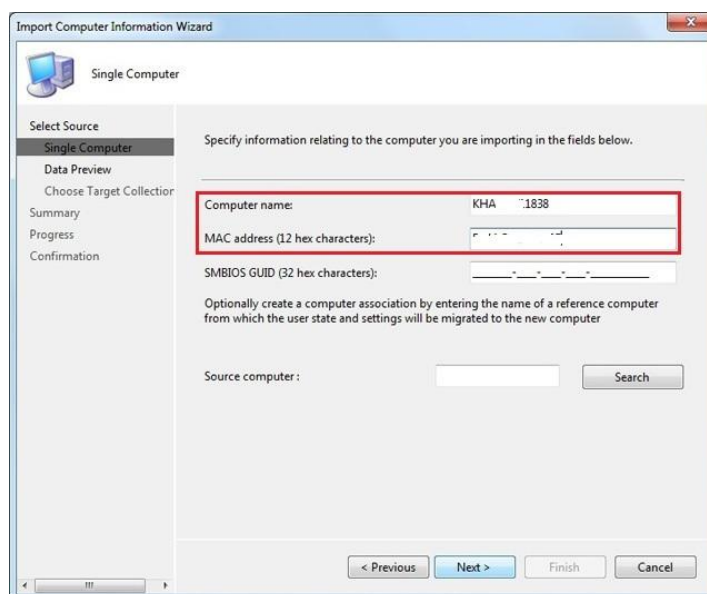 Import Computer Information Wizard
Single Computer
Select Source
Single Computer
Data Preview
Choose Target Collection
Summary
Progress
Confirmation
Specify information relating to the computer you are importing in the fields below.
Computer name:
KHA 1838
MAC address (12 hex characters):
SMBIOS GUID (32 hex characters):
Optionally create a computer association by entering the name of a reference computer
from which the user state and settings will be migrated to the new computer
Source computer :
Search
< Previous
Next >
Finish
Cancel